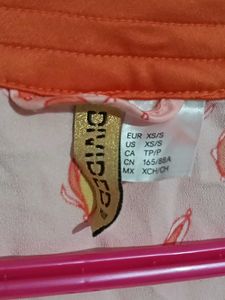 DIVIDED
EUR XS/S
US XS/S
CA TP/P
CN 165/88A
MX XCH/CH